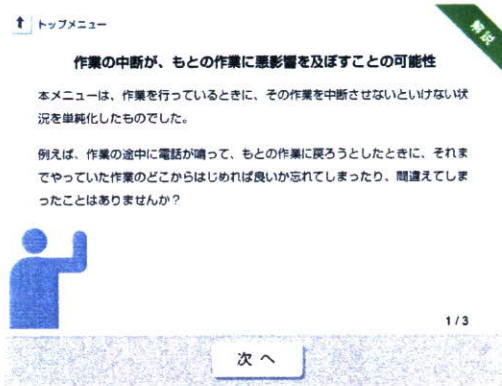 トップメニュー
解説
作業の中断が、もとの作業に悪影響を及ぼすことの可能性
本メニューは、作業を行っているときに、その作業を中断させないといけない状
況を単純化したものでした。
例えば、作業の途中に電話が鳴って、もとの作業に戻ろうとしたときに、それま
でやっていた作業のどこからはじめれば良いか忘れてしまったり、間違えてしま
ったことはありませんか？
1 / 3
次 へ